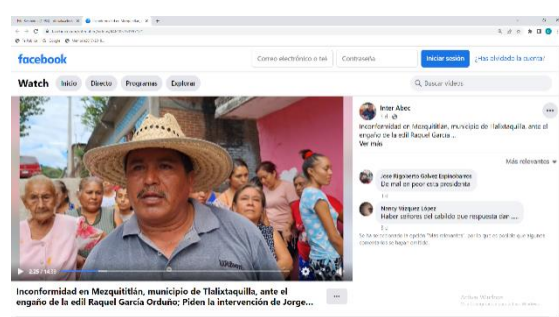 facebook
Correo electrónico o tel
Contraseña
Iniciar sesión
¿Has olvidado la cuenta?
Watch
Inicio
Directo
Programas
Explorar
Buscar vídeos
Inter Abec
1 d
Inconformidad en Mezquititlán, municipio de Tlalixtaquilla, ante el
engaño de la edil Raquel García ...
Ver más
Más relevantes
Jose Rigoberto Galvez Espinobarros
De mal en peor esta presidenta
Nancy Vázquez López
Haber señores del cabildo que respuesta dan ....
Inconformidad en Mezquititlán, municipio de Tlalixtaquilla, ante el
engaño de la edil Raquel García Orduño; Piden la intervención de Jorge...